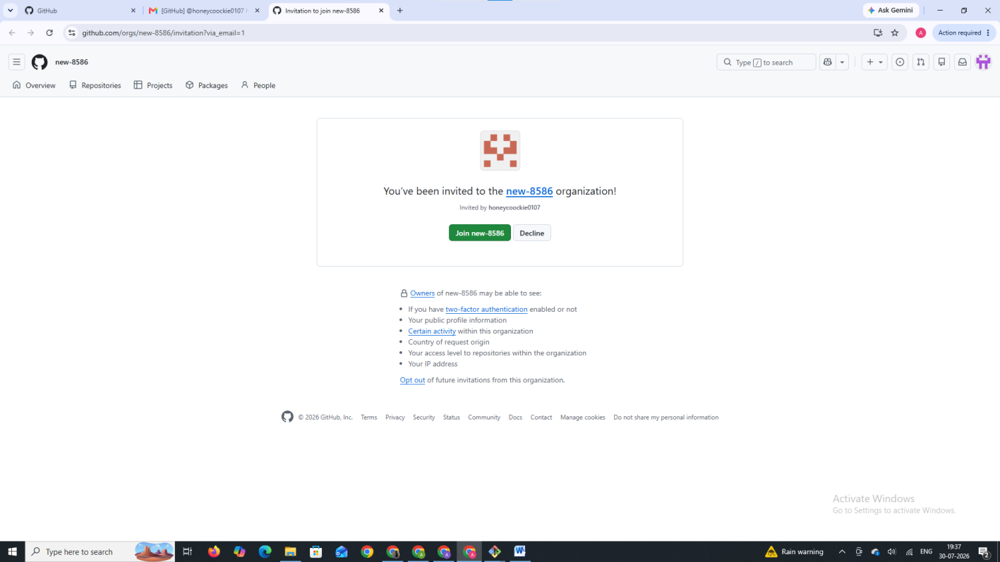 GitHub
[GitHub] @honeycoockie0107
Invitation to join new-8586
Ask Gemini
github.com/orgs/new-8586/invitation?via_email=1
A
Action required
new-8586
Type / to search
Overview
Repositories
Projects
Packages
People
You’ve been invited to the new-8586 organization!
Invited by honeycoockie0107
Join new-8586
Decline
Owners of new-8586 may be able to see:
• If you have two-factor authentication enabled or not
• Your public profile information
• Certain activity within this organization
• Country of request origin
• Your access level to repositories within the organization
• Your IP address
Opt out of future invitations from this organization.
© 2026 GitHub, Inc. Terms Privacy Security Status Community Docs Contact Manage cookies Do not share my personal information
Activate Windows
Go to Settings to activate Windows.
Type here to search
Rain warning
ENG
19:37
30-07-2026
2